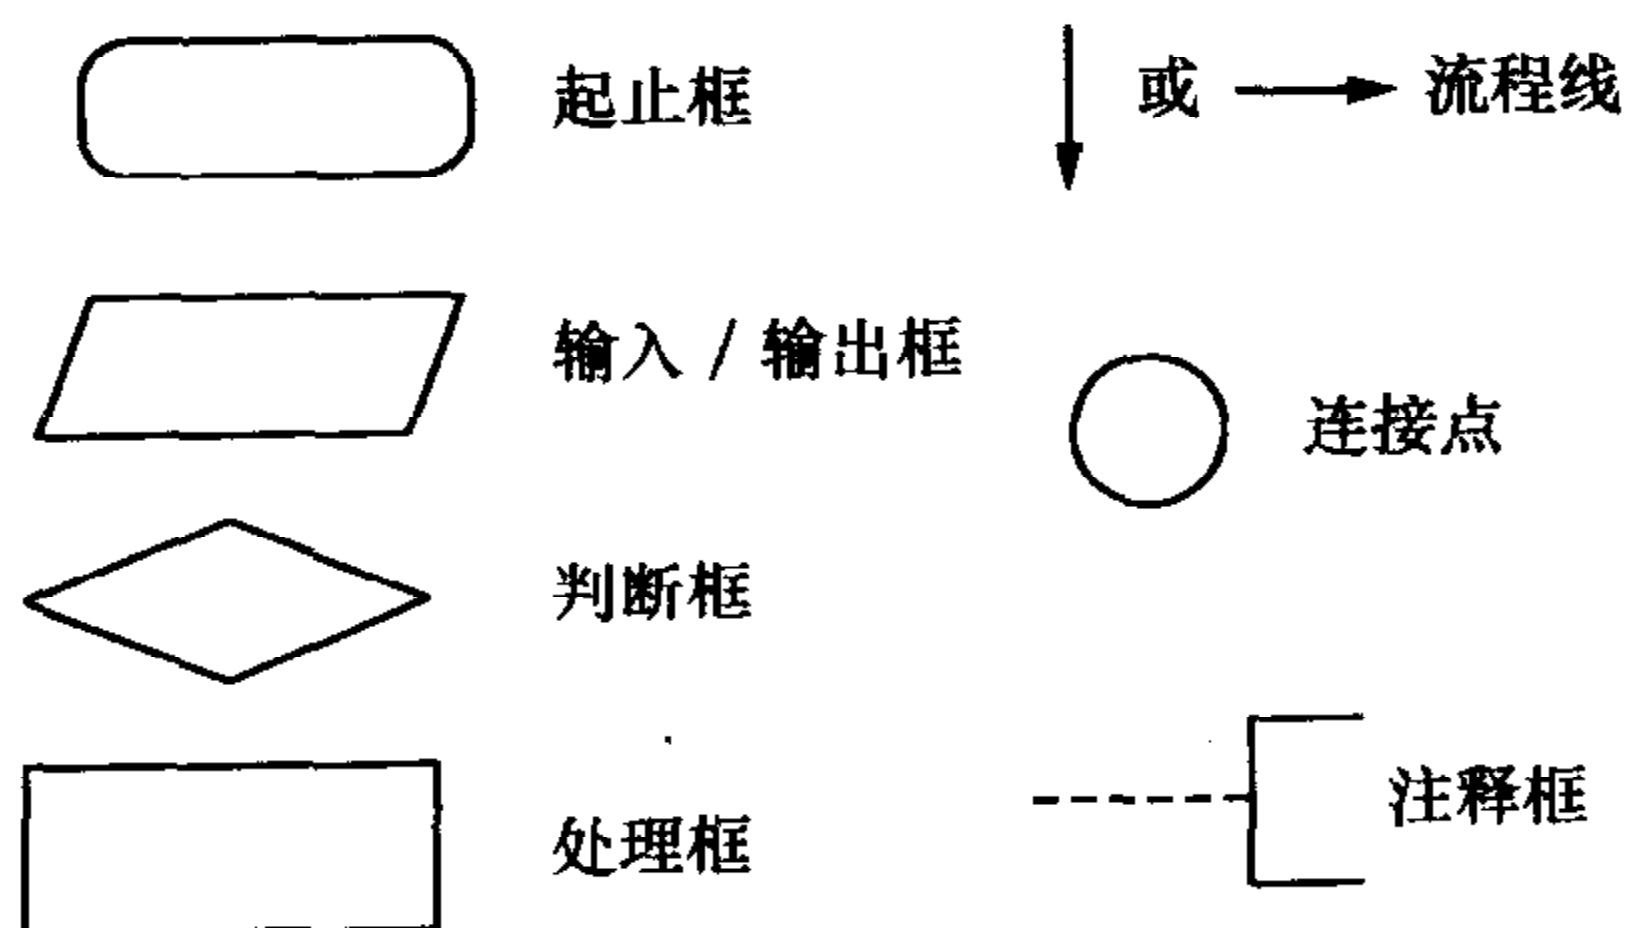 起止框
或 流程线
输入 / 输出框
连接点
判断框
注释框
处理框